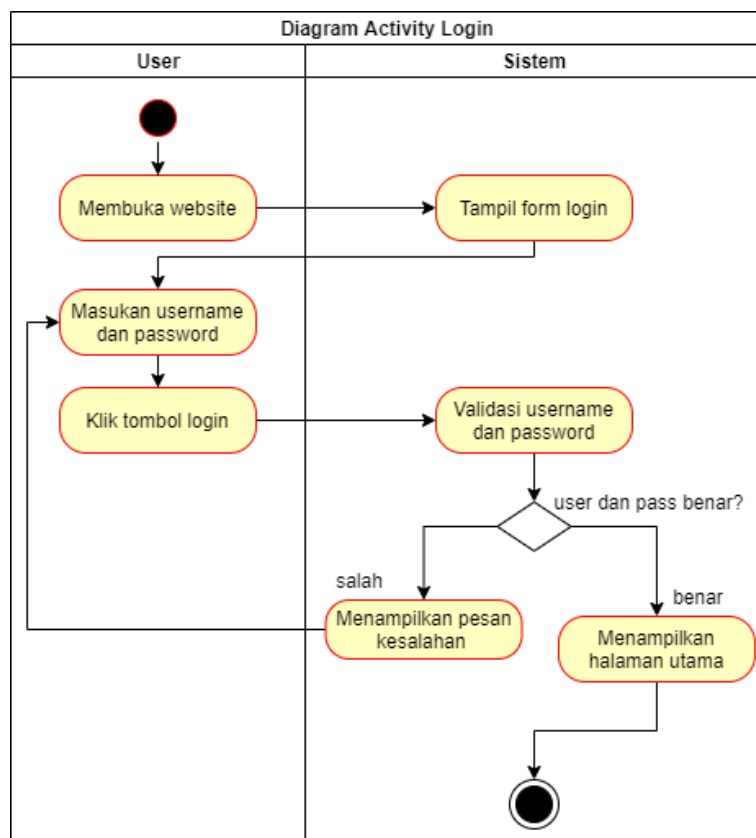 Diagram Activity Login
User
Sistem
Membuka website
Tampil form login
Masukan username
dan password
Klik tombol login
Validasi username
dan password
user dan pass benar?
salah
benar
Menampilkan pesan
kesalahan
Menampilkan
halaman utama